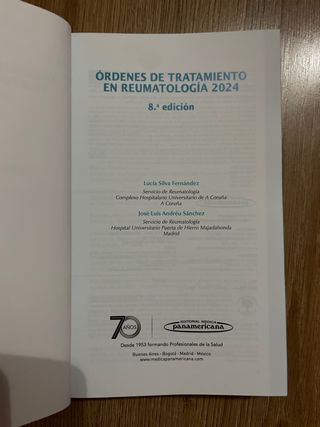 ÓRDENES DE TRATAMIENTO
EN REUMATOLOGÍA 2024
8.ª edición
Lucía Silva Fernández
Servicio de Reumatología
Complexo Hospitalario Universitario de A Coruña
A Coruña
José Luis Andréu Sánchez
Servicio de Reumatología
Hospital Universitario Puerta de Hierro Majadahonda
Madrid
70 AÑOS
EDITORIAL MEDICA
panamericana
Desde 1953 formando Profesionales de la Salud
Buenos Aires - Bogotá - Madrid - México
www.medicapanamericana.com